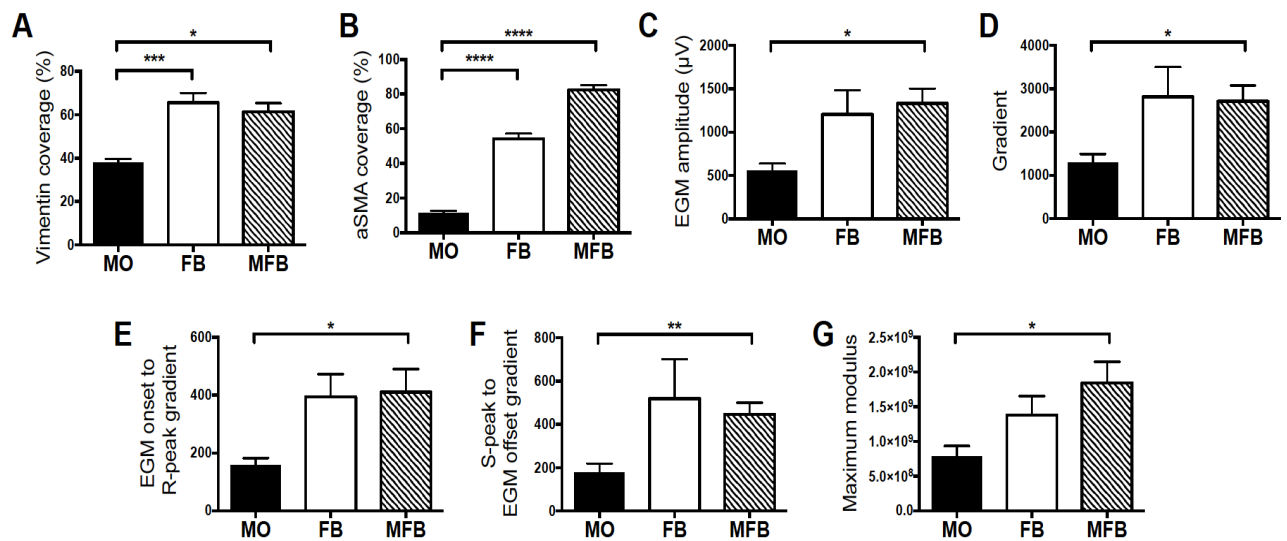 A
Vimentin coverage (%)
80
60
40
20
0
***
*
MO FB MFB
B
aSMA coverage (%)
100
80
60
40
20
0
****
****
MO FB MFB
C
EGM amplitude (µV)
2000
1500
1000
500
0
*
MO FB MFB
D
Gradient
4000
3000
2000
1000
0
*
MO FB MFB
E
EGM onset to
R-peak gradient
600
400
200
0
*
MO FB MFB
F
S-peak to
EGM offset gradient
800
600
400
200
0
**
MO FB MFB
G
Maximum modulus
2.5×10⁹
2.0×10⁹
1.5×10⁹
1.0×10⁹
5.0×10⁸
0.0
*
MO FB MFB